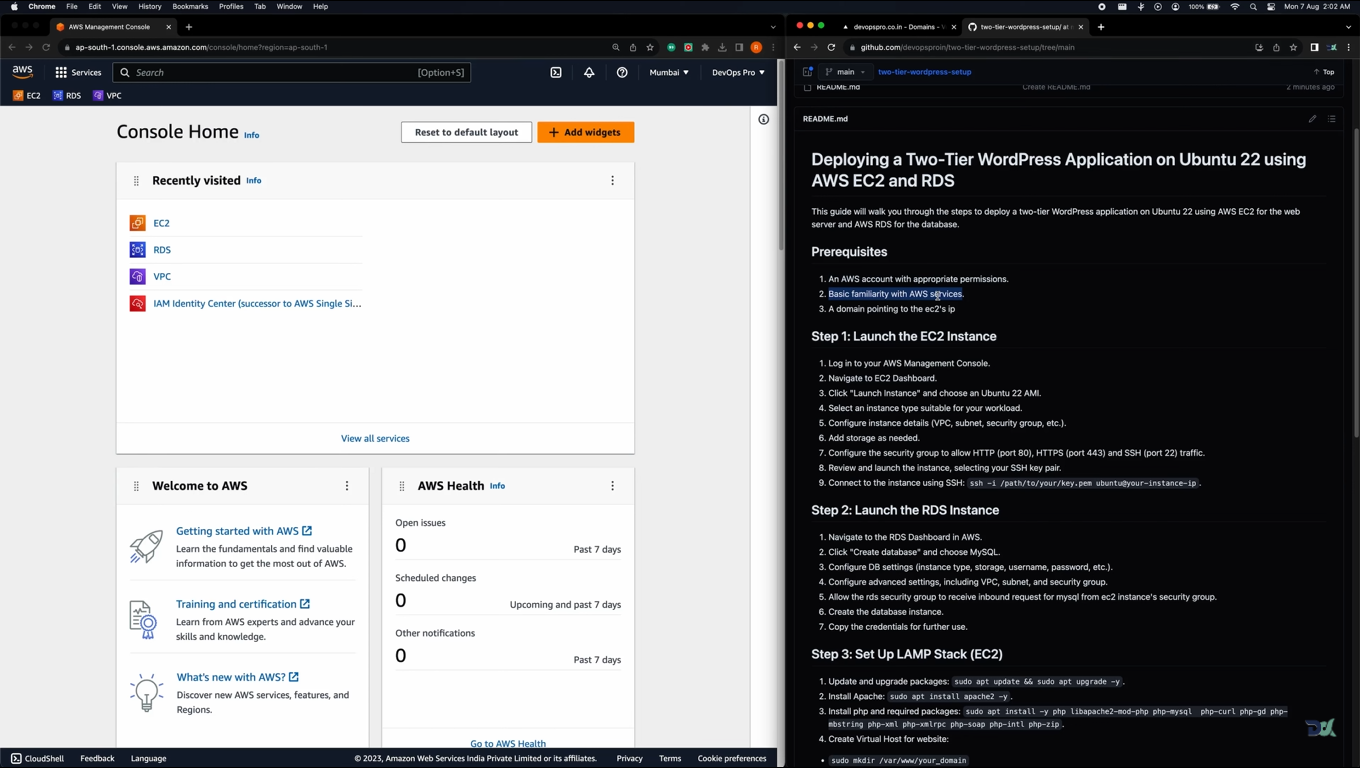 Chrome File Edit View History Bookmarks Profiles Tab Window Help
100% Mon 7 Aug 2:02 AM
AWS Management Console
devopspro.co.in - Domains - V
two-tier-wordpress-setup/ at m
ap-south-1.console.aws.amazon.com/console/home?region=ap-south-1
github.com/devopsproin/two-tier-wordpress-setup/tree/main
aws Services Search [Option+S] Mumbai DevOps Pro
EC2 RDS VPC
main two-tier-wordpress-setup Top
README.md Create README.md 2 minutes ago
Console Home Info
Reset to default layout
Add widgets
Recently visited Info
EC2
RDS
VPC
IAM Identity Center (successor to AWS Single Si...
View all services
Welcome to AWS
Getting started with AWS
Learn the fundamentals and find valuable
information to get the most out of AWS.
Training and certification
Learn from AWS experts and advance your
skills and knowledge.
What's new with AWS?
Discover new AWS services, features, and
Regions.
AWS Health Info
Open issues
0 Past 7 days
Scheduled changes
0 Upcoming and past 7 days
Other notifications
0 Past 7 days
Go to AWS Health
CloudShell Feedback Language © 2023, Amazon Web Services India Private Limited or its affiliates. Privacy Terms Cookie preferences
README.md
Deploying a Two-Tier WordPress Application on Ubuntu 22 using
AWS EC2 and RDS
This guide will walk you through the steps to deploy a two-tier WordPress application on Ubuntu 22 using AWS EC2 for the web
server and AWS RDS for the database.
Prerequisites
1. An AWS account with appropriate permissions.
2. Basic familiarity with AWS services.
3. A domain pointing to the ec2's ip
Step 1: Launch the EC2 Instance
1. Log in to your AWS Management Console.
2. Navigate to EC2 Dashboard.
3. Click "Launch Instance" and choose an Ubuntu 22 AMI.
4. Select an instance type suitable for your workload.
5. Configure instance details (VPC, subnet, security group, etc.).
6. Add storage as needed.
7. Configure the security group to allow HTTP (port 80), HTTPS (port 443) and SSH (port 22) traffic.
8. Review and launch the instance, selecting your SSH key pair.
9. Connect to the instance using SSH: ssh -i /path/to/your/key.pem ubuntu@your-instance-ip .
Step 2: Launch the RDS Instance
1. Navigate to the RDS Dashboard in AWS.
2. Click "Create database" and choose MySQL.
3. Configure DB settings (instance type, storage, username, password, etc.).
4. Configure advanced settings, including VPC, subnet, and security group.
5. Allow the rds security group to receive inbound request for mysql from ec2 instance's security group.
6. Create the database instance.
7. Copy the credentials for further use.
Step 3: Set Up LAMP Stack (EC2)
1. Update and upgrade packages: sudo apt update && sudo apt upgrade -y .
2. Install Apache: sudo apt install apache2 -y .
3. Install php and required packages: sudo apt install -y php libapache2-mod-php php-mysql php-curl php-gd php-
mbstring php-xml php-xmlrpc php-soap php-intl php-zip .
4. Create Virtual Host for website:
• sudo mkdir /var/www/your_domain